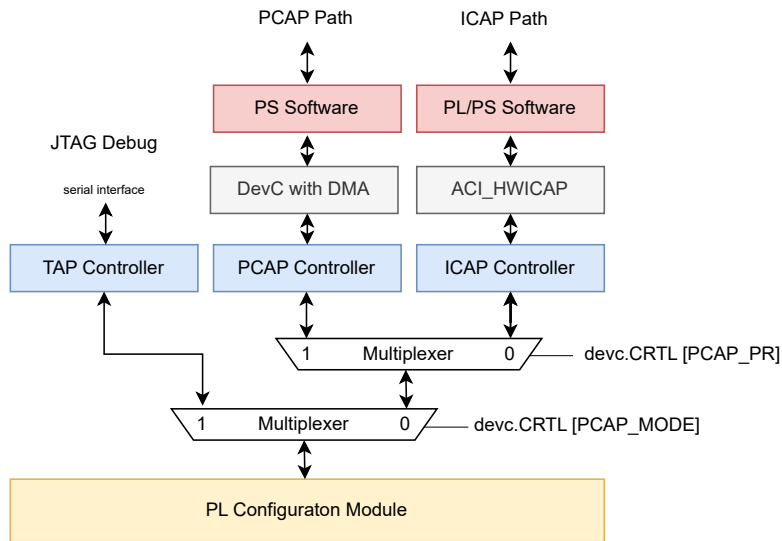 PCAP Path
ICAP Path
PS Software
PL/PS Software
JTAG Debug
serial interface
DevC with DMA
ACI_HWICAP
TAP Controller
PCAP Controller
ICAP Controller
1 Multiplexer 0
devc.CRTL [PCAP_PR]
1 Multiplexer 0
devc.CRTL [PCAP_MODE]
PL Configuraton Module